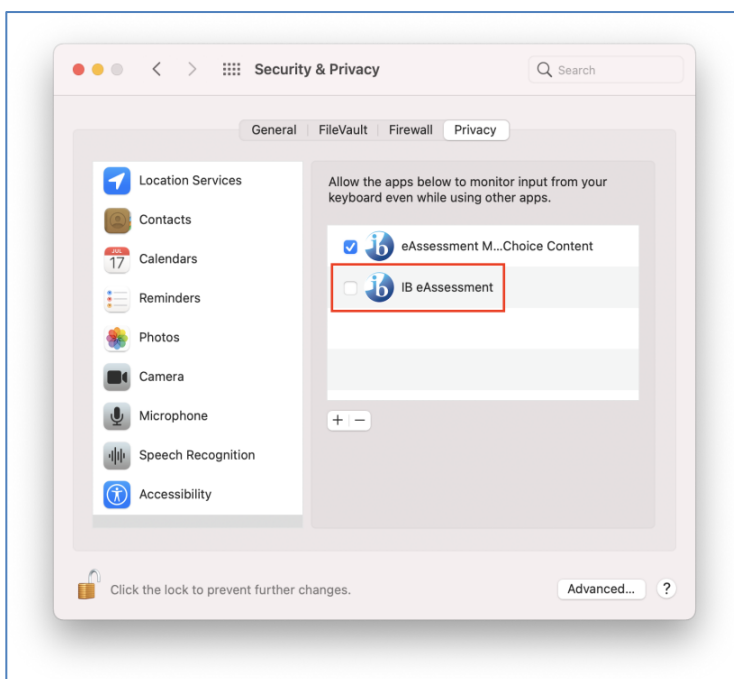 Security & Privacy
Search
General
FileVault
Firewall
Privacy
Location Services
Contacts
JUL
17
Calendars
Reminders
Photos
Camera
Microphone
Speech Recognition
Accessibility
Allow the apps below to monitor input from your
keyboard even while using other apps.
ib
eAssessment M...Choice Content
ib
IB eAssessment
+ −
Click the lock to prevent further changes.
Advanced...
?